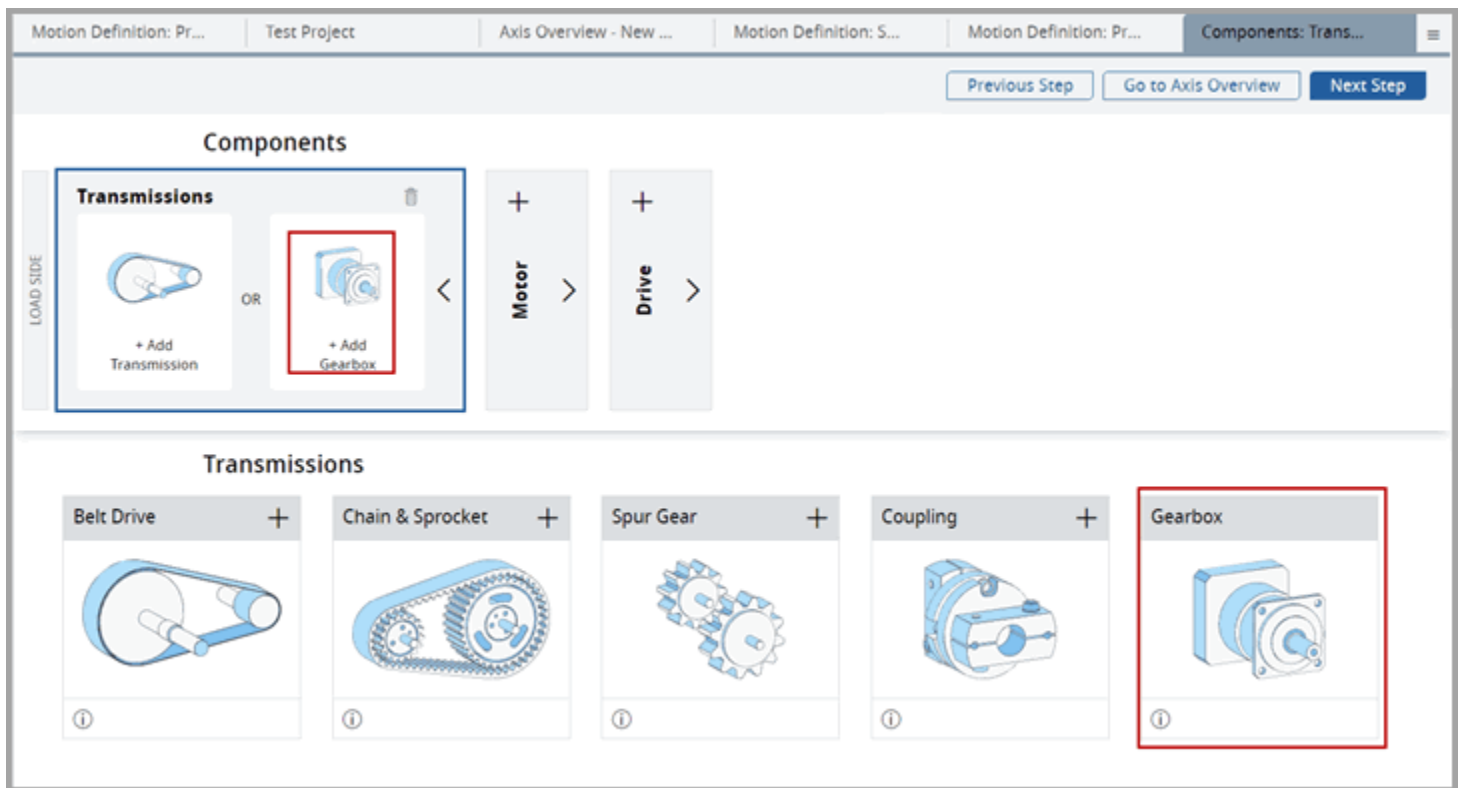 Motion Definition: Pr...
Test Project
Axis Overview - New ...
Motion Definition: S...
Motion Definition: Pr...
Components: Trans...
Previous Step
Go to Axis Overview
Next Step
Components
LOAD SIDE
Transmissions
+ Add
Transmission
OR
+ Add
Gearbox
Motor
Drive
Transmissions
Belt Drive
Chain & Sprocket
Spur Gear
Coupling
Gearbox